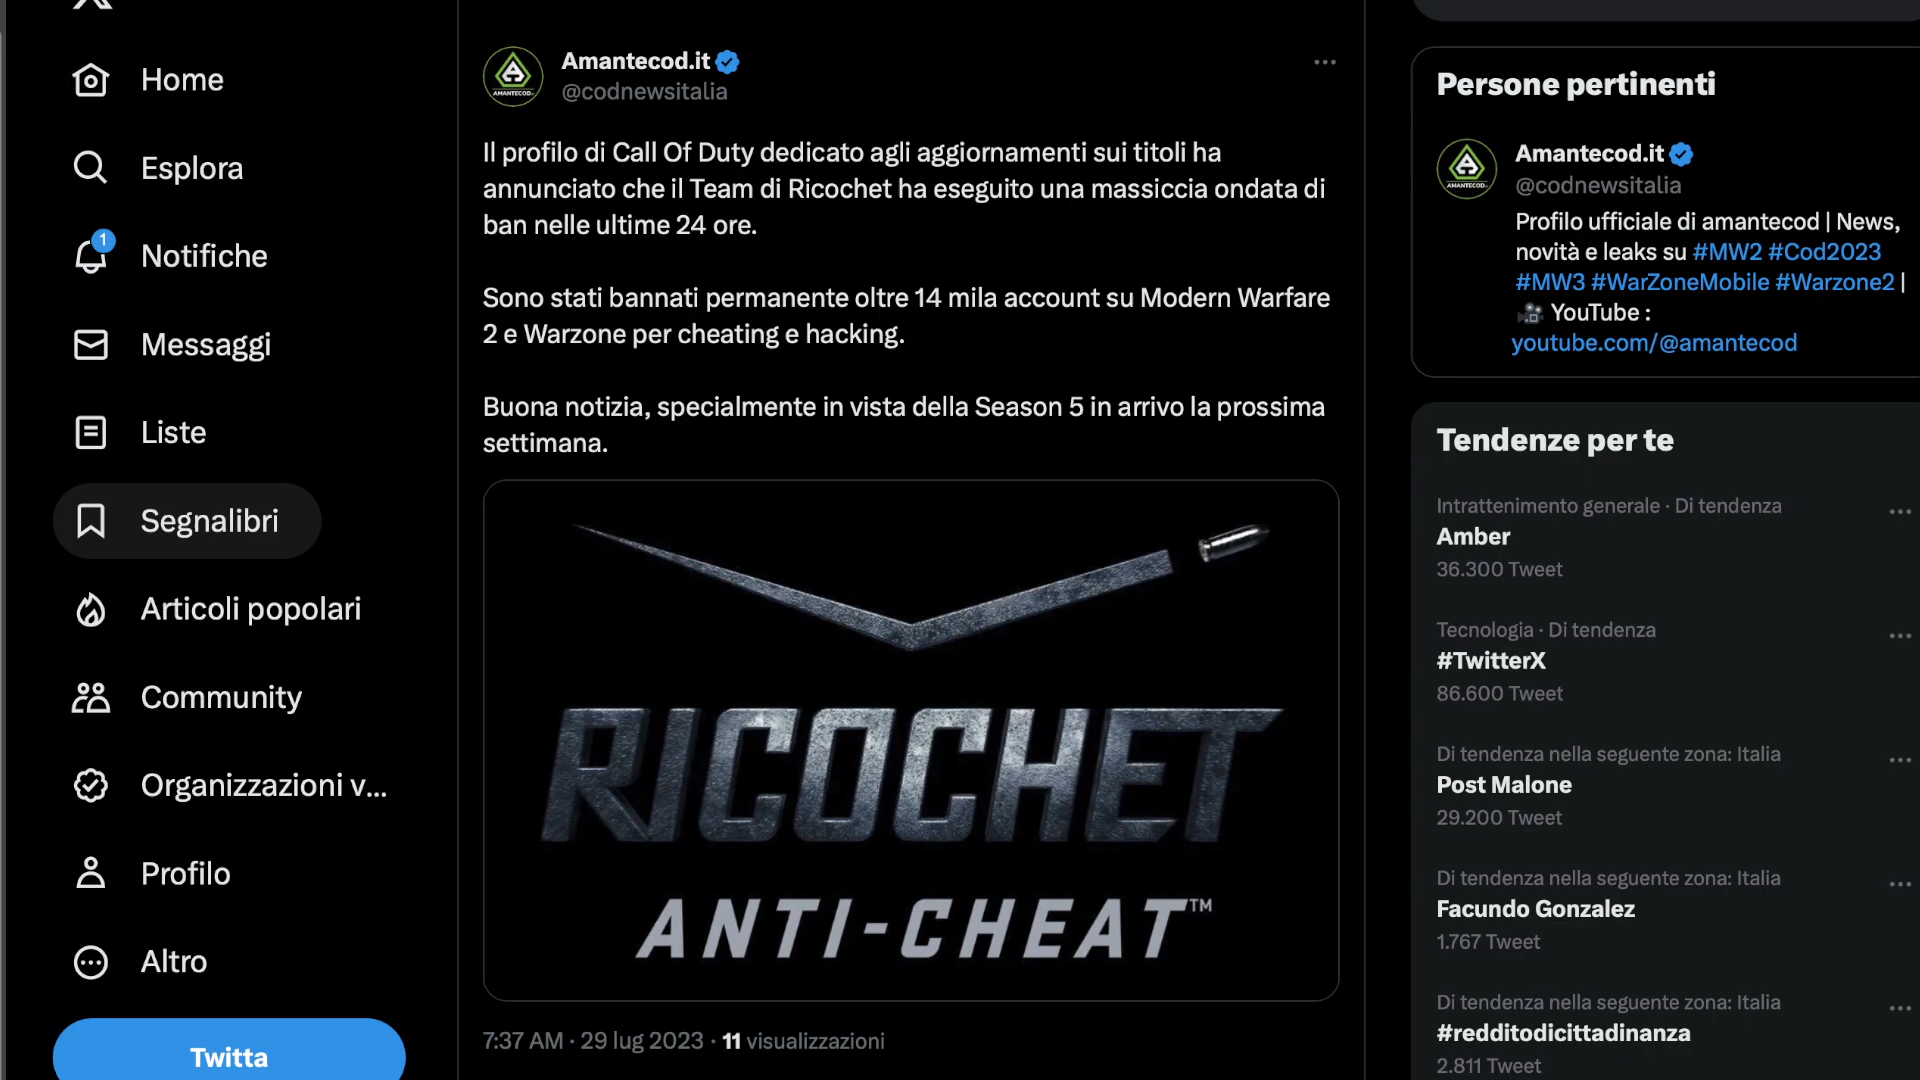 Home
Esplora
1
Notifiche
Messaggi
Liste
Segnalibri
Articoli popolari
Community
Organizzazioni v...
Profilo
Altro
Twitta
AMANTECOD
Amantecod.it
@codnewsitalia
Il profilo di Call Of Duty dedicato agli aggiornamenti sui titoli ha
annunciato che il Team di Ricochet ha eseguito una massiccia ondata di
ban nelle ultime 24 ore.
Sono stati bannati permanente oltre 14 mila account su Modern Warfare
2 e Warzone per cheating e hacking.
Buona notizia, specialmente in vista della Season 5 in arrivo la prossima
settimana.
RICOCHET
ANTI-CHEAT™
7:37 AM · 29 lug 2023 · 11 visualizzazioni
Persone pertinenti
AMANTECOD
Amantecod.it
@codnewsitalia
Profilo ufficiale di amantecod | News,
novità e leaks su #MW2 #Cod2023
#MW3 #WarZoneMobile #Warzone2 |
🎥 YouTube :
youtube.com/@amantecod
Tendenze per te
Intrattenimento generale · Di tendenza
Amber
36.300 Tweet
Tecnologia · Di tendenza
#TwitterX
86.600 Tweet
Di tendenza nella seguente zona: Italia
Post Malone
29.200 Tweet
Di tendenza nella seguente zona: Italia
Facundo Gonzalez
1.767 Tweet
Di tendenza nella seguente zona: Italia
#redditodicittadinanza
2.811 Tweet